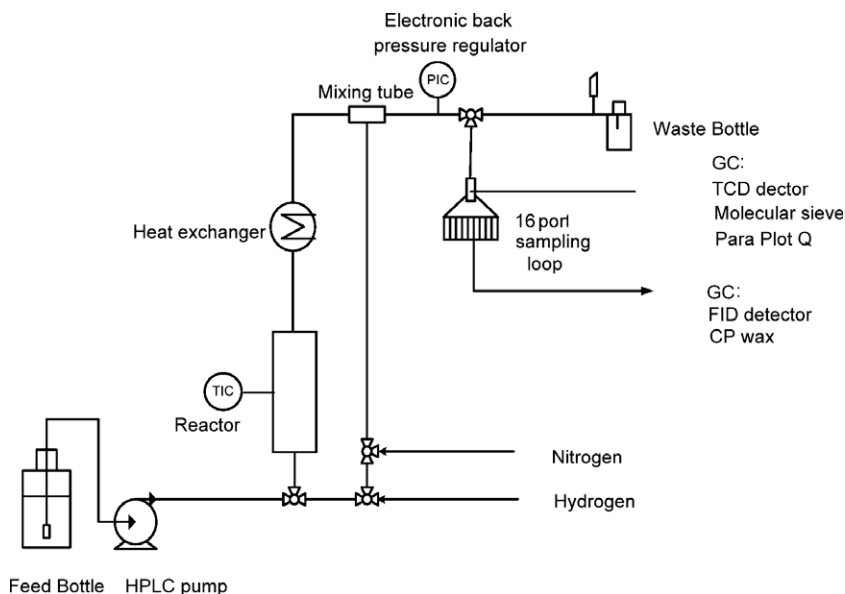 Electronic back
pressure regulator
PIC
Mixing tube
Waste Bottle
GC:
TCD dector
Molecular sieve
Para Plot Q
16 port
sampling
loop
Heat exchanger
GC:
FID detector
CP wax
TIC
Reactor
Nitrogen
Hydrogen
Feed Bottle
HPLC pump